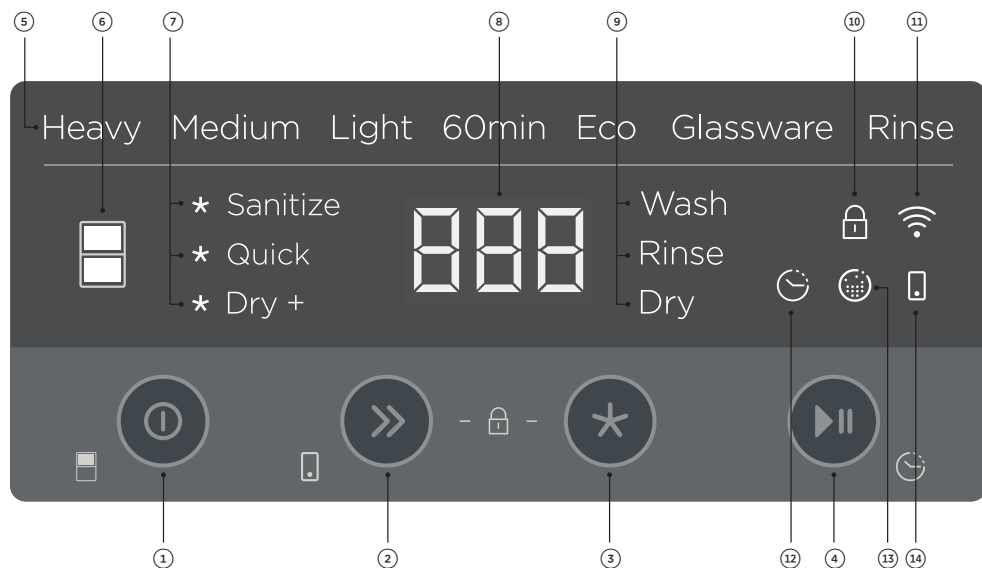 5 6 7 8 9 10 11
Heavy Medium Light 60min Eco Glassware Rinse
* Sanitize
* Quick
* Dry +
888
Wash
Rinse
Dry
1 2 3 12 4 13 14